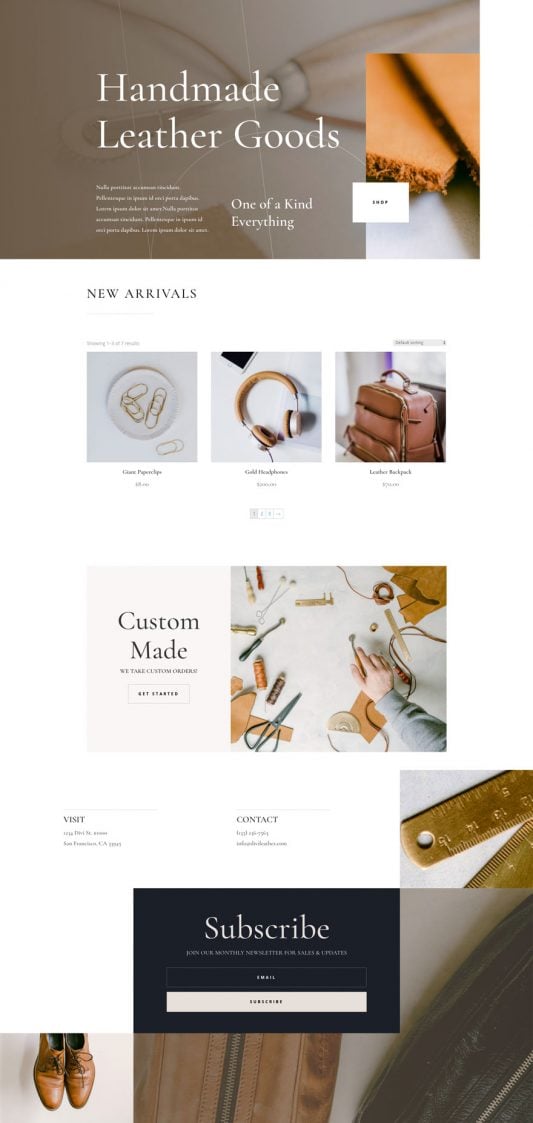 Handmade
Leather Goods
Nulla porttitor accumsan tincidunt.
Pellentesque in ipsum id orci porta dapibus.
Lorem ipsum dolor sit amet.Nulla porttitor
accumsan tincidunt. Pellentesque in ipsum id
orci porta dapibus. Lorem ipsum dolor sit amet.
One of a Kind
Everything
SHOP
NEW ARRIVALS
Showing 1–3 of 7 results
Default sorting
Giant Paperclips
$8.00
Gold Headphones
$200.00
Leather Backpack
$70.00
1 2 3 →
Custom
Made
WE TAKE CUSTOM ORDERS!
GET STARTED
VISIT
1234 Divi St. #1000
San Francisco, CA 33945
CONTACT
info@divileather.com
Subscribe
JOIN OUR MONTHLY NEWSLETTER FOR SALES & UPDATES
EMAIL
SUBSCRIBE